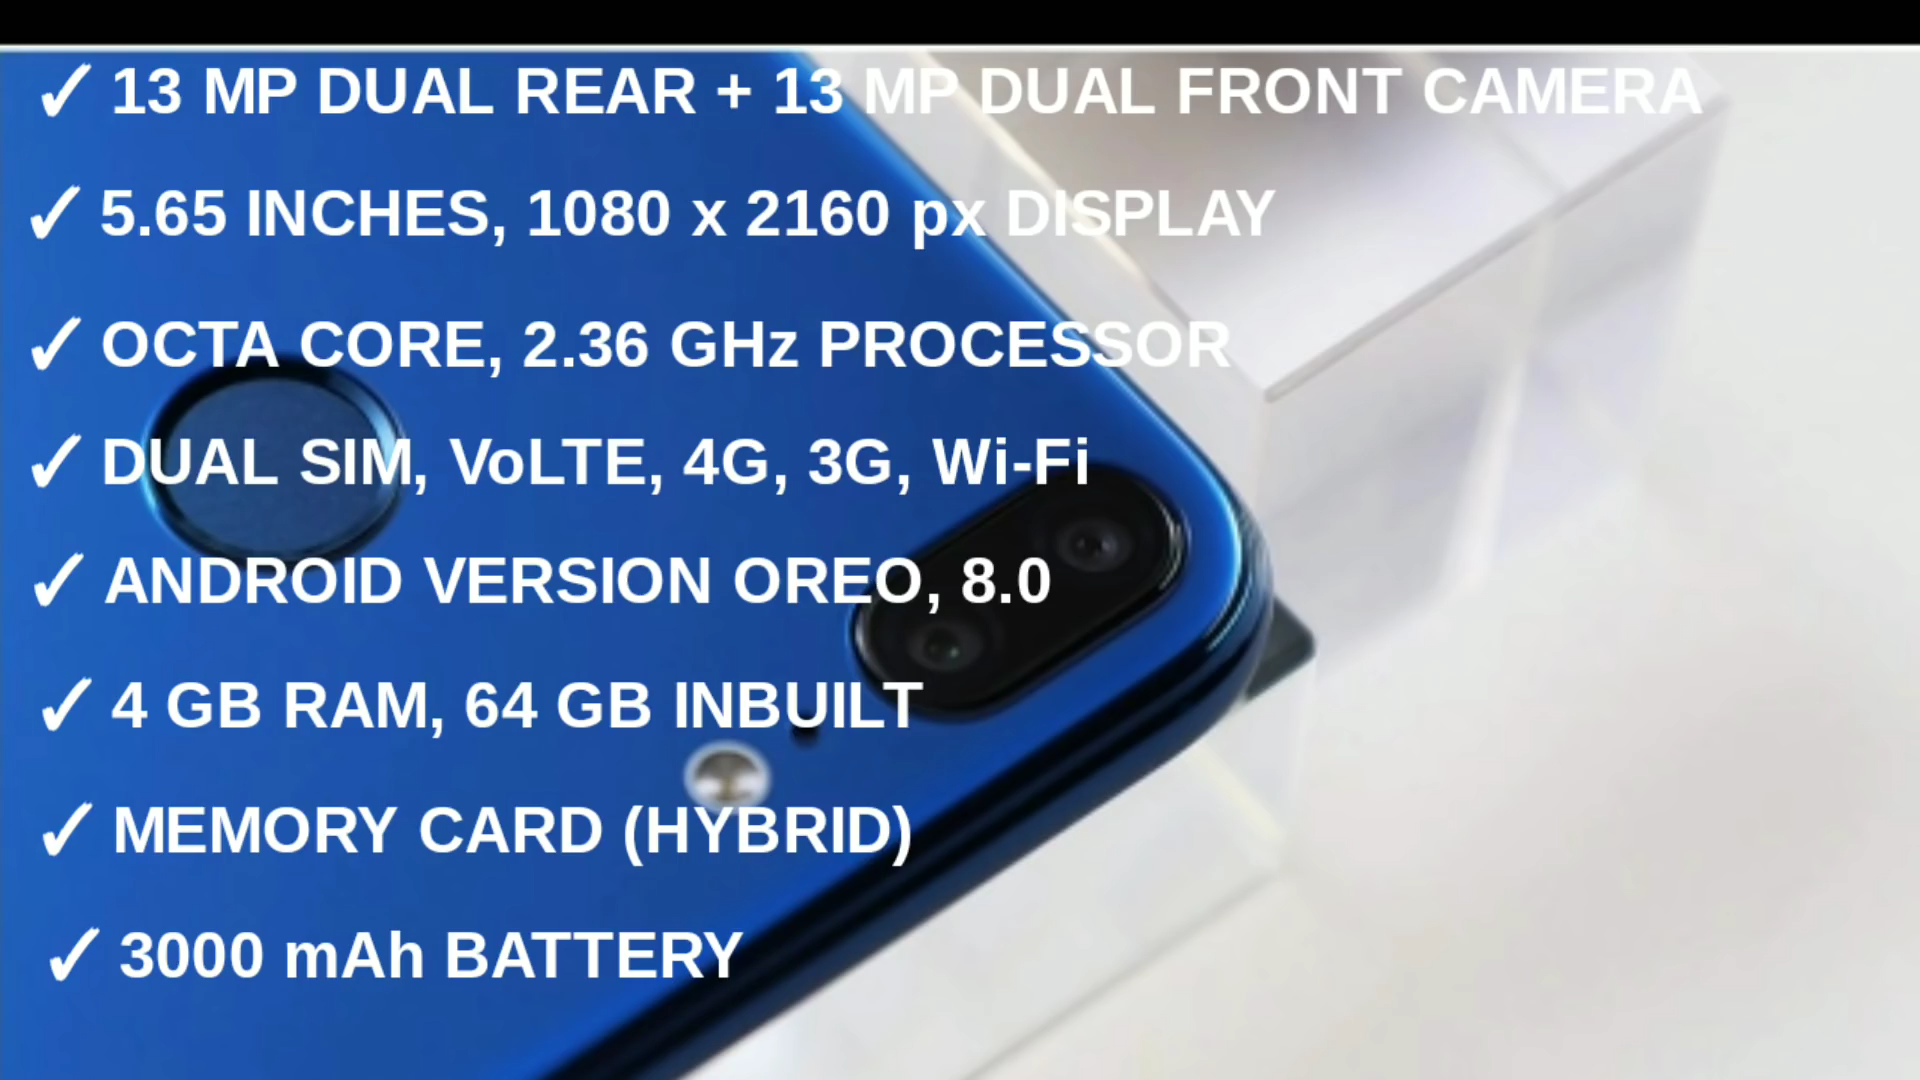 ✓ 13 MP DUAL REAR + 13 MP DUAL FRONT CAMERA
✓ 5.65 INCHES, 1080 x 2160 px DISPLAY
✓ OCTA CORE, 2.36 GHz PROCESSOR
✓ DUAL SIM, VoLTE, 4G, 3G, Wi-Fi
✓ ANDROID VERSION OREO, 8.0
✓ 4 GB RAM, 64 GB INBUILT
✓ MEMORY CARD (HYBRID)
✓ 3000 mAh BATTERY